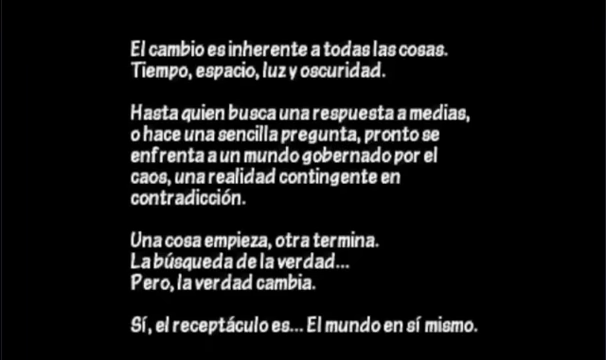 El cambio es inherente a todas las cosas.
Tiempo, espacio, luz y oscuridad.
Hasta quien busca una respuesta a medias,
o hace una sencilla pregunta, pronto se
enfrenta a un mundo gobernado por el
caos, una realidad contingente en
contradicción.
Una cosa empieza, otra termina.
La búsqueda de la verdad...
Pero, la verdad cambia.
Sí, el receptáculo es... El mundo en sí mismo.